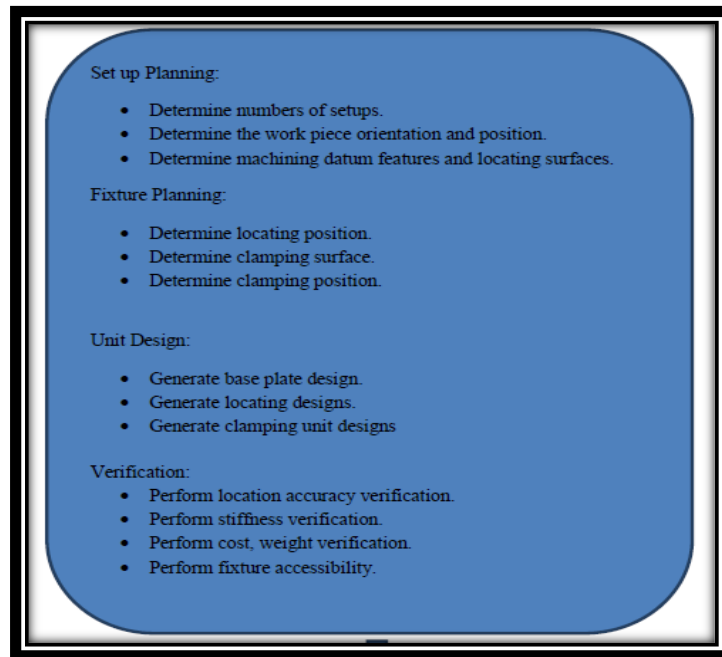 Set up Planning:
• Determine numbers of setups.
• Determine the work piece orientation and position.
• Determine machining datum features and locating surfaces.
Fixture Planning:
• Determine locating position.
• Determine clamping surface.
• Determine clamping position.
Unit Design:
• Generate base plate design.
• Generate locating designs.
• Generate clamping unit designs
Verification:
• Perform location accuracy verification.
• Perform stiffness verification.
• Perform cost, weight verification.
• Perform fixture accessibility.